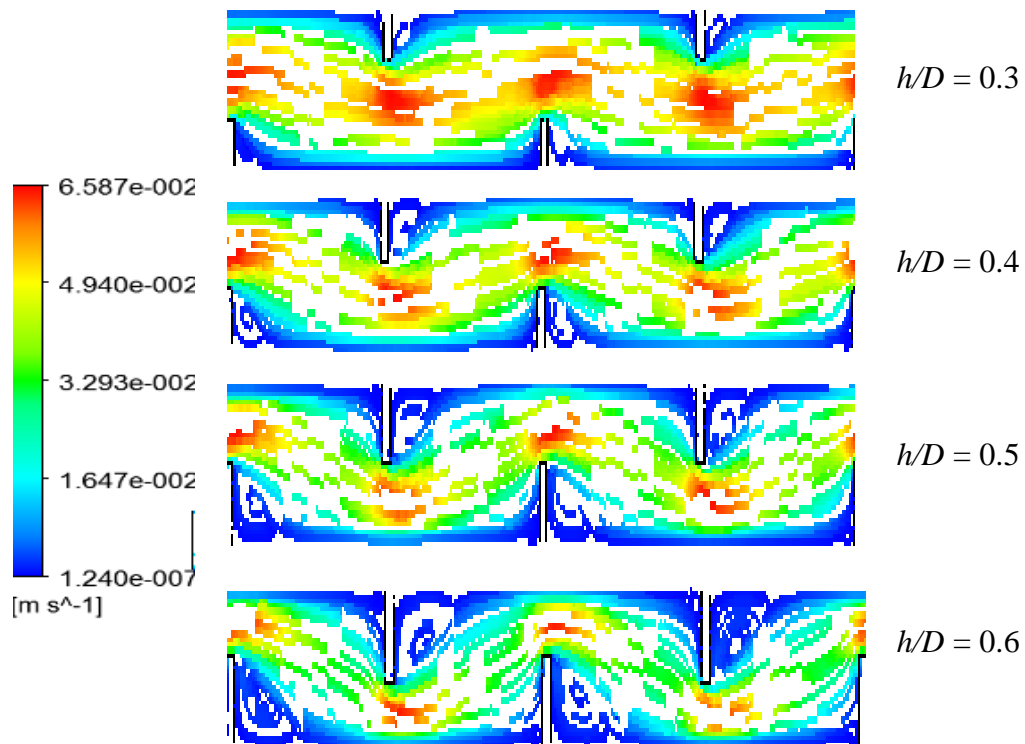 h/D = 0.3
6.587e-002
h/D = 0.4
4.940e-002
3.293e-002
h/D = 0.5
1.647e-002
1.240e-007
[m s^-1]
h/D = 0.6